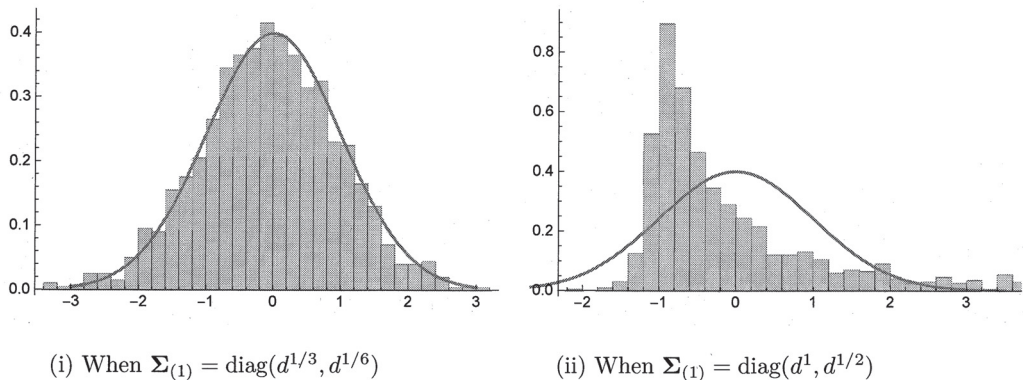 0.4
0.3
0.2
0.1
0.0
−3 −2 −1 0 1 2 3
0.8
0.6
0.4
0.2
0.0
−2 −1 0 1 2 3
(i) When Σ₍₁₎ = diag(d^{1/3}, d^{1/6})
(ii) When Σ₍₁₎ = diag(d^1, d^{1/2})